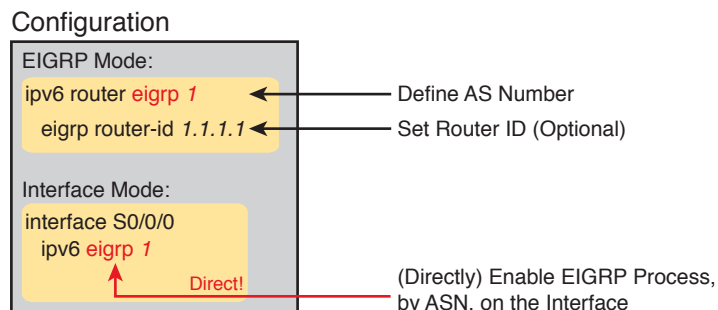 Configuration
EIGRP Mode:
ipv6 router eigrp 1
Define AS Number
eigrp router-id 1.1.1.1
Set Router ID (Optional)
Interface Mode:
interface S0/0/0
ipv6 eigrp 1
Direct!
(Directly) Enable EIGRP Process,
by ASN, on the Interface